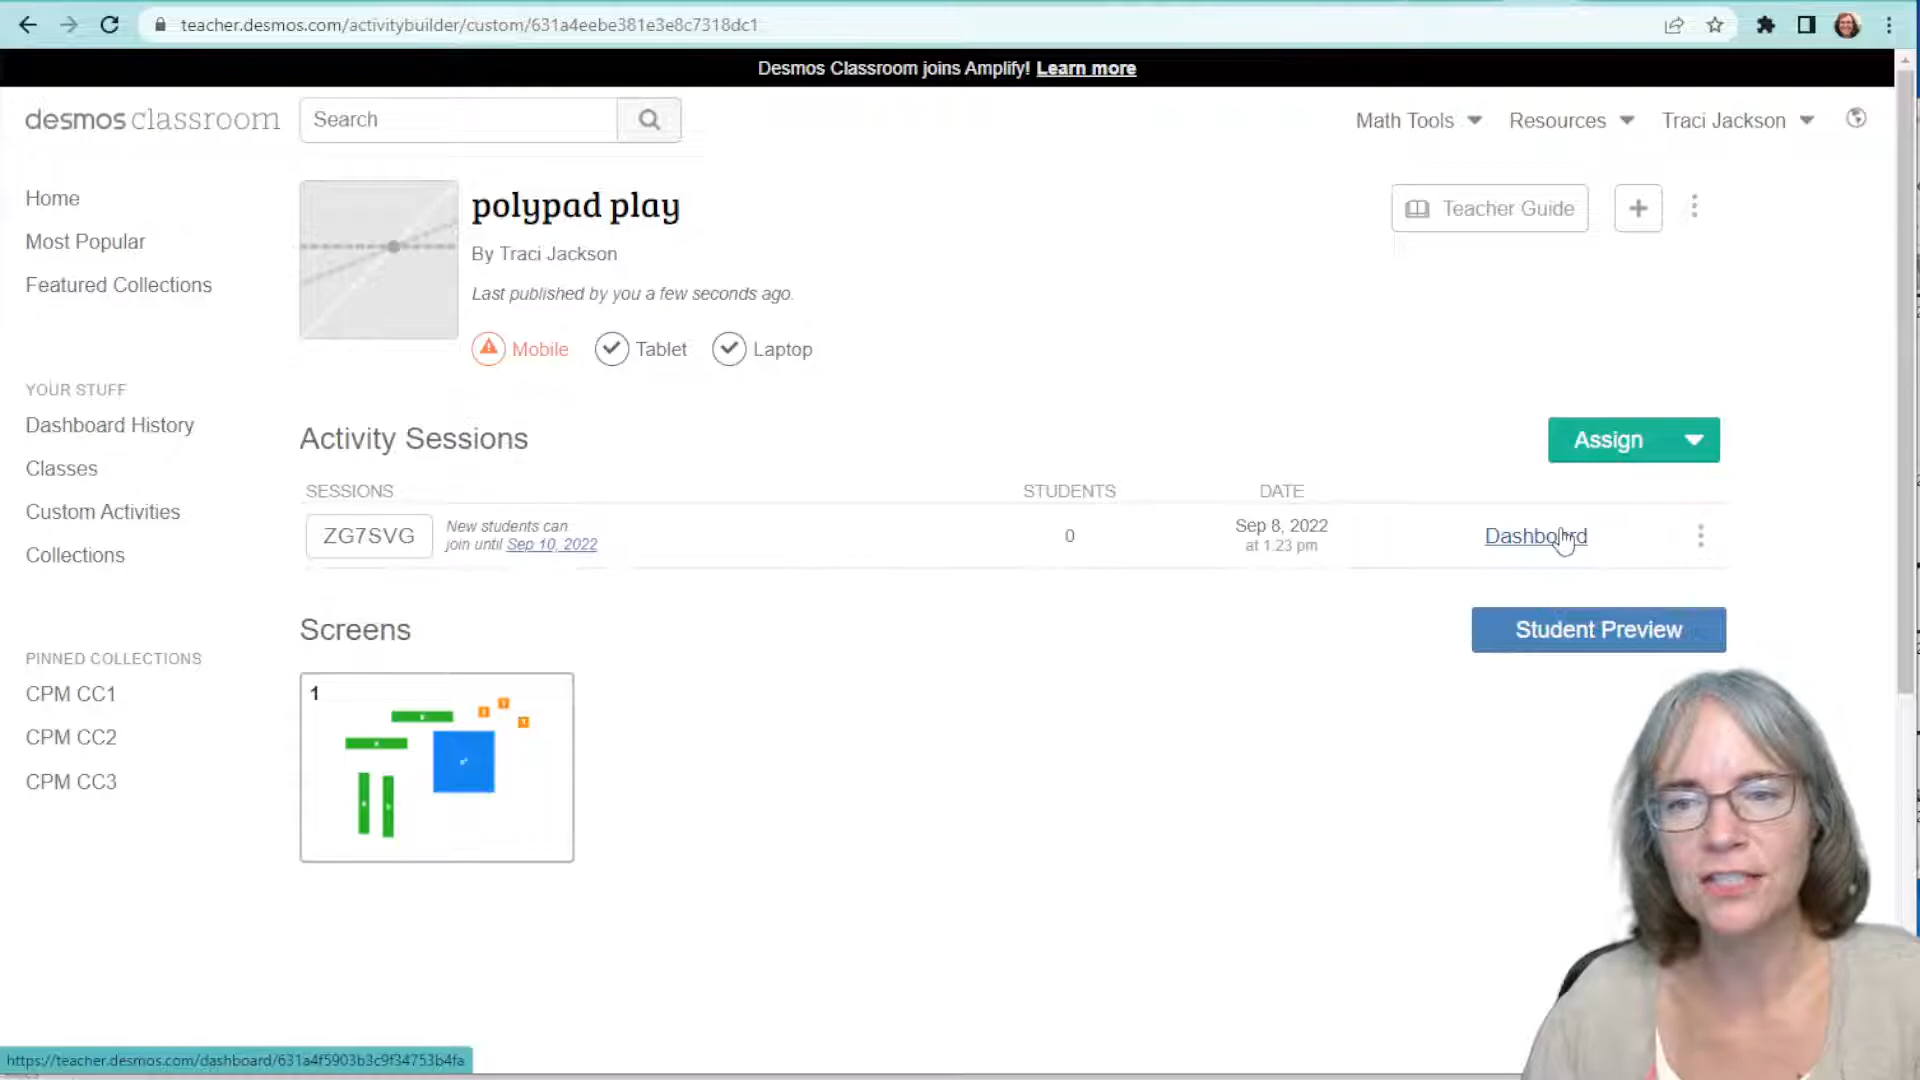 teacher.desmos.com/activitybuilder/custom/631a4eebe381e3e8c7318dc1
Desmos Classroom joins Amplify! Learn more
desmos classroom
Search
Math Tools
Resources
Traci Jackson
Home
Most Popular
Featured Collections
YOUR STUFF
Dashboard History
Classes
Custom Activities
Collections
PINNED COLLECTIONS
CPM CC1
CPM CC2
CPM CC3
polypad play
By Traci Jackson
Last published by you a few seconds ago.
Mobile
Tablet
Laptop
Teacher Guide
Activity Sessions
Assign
SESSIONS
STUDENTS
DATE
ZG7SVG
New students can
join until Sep 10, 2022
0
Sep 8, 2022
at 1:23 pm
Dashboard
Screens
Student Preview
1
https://teacher.desmos.com/dashboard/631a4f5903b3c9f34753b4fa